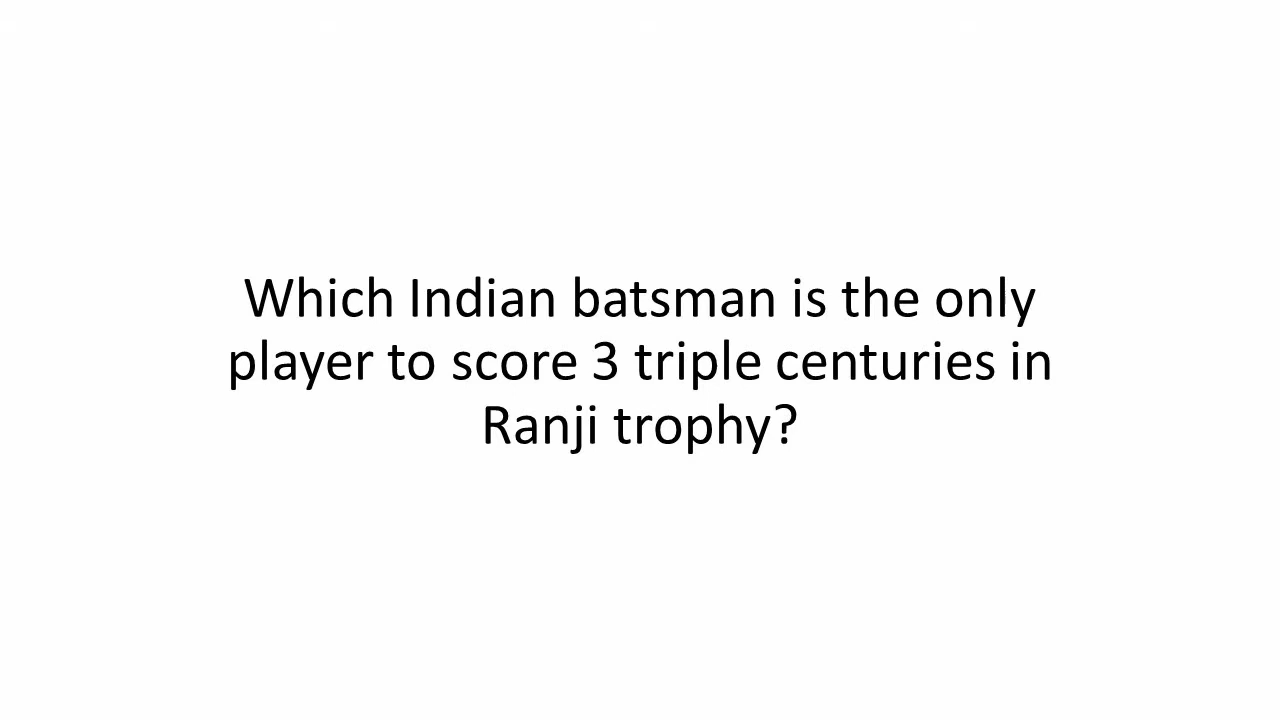 Which Indian batsman is the only
player to score 3 triple centuries in
Ranji trophy?